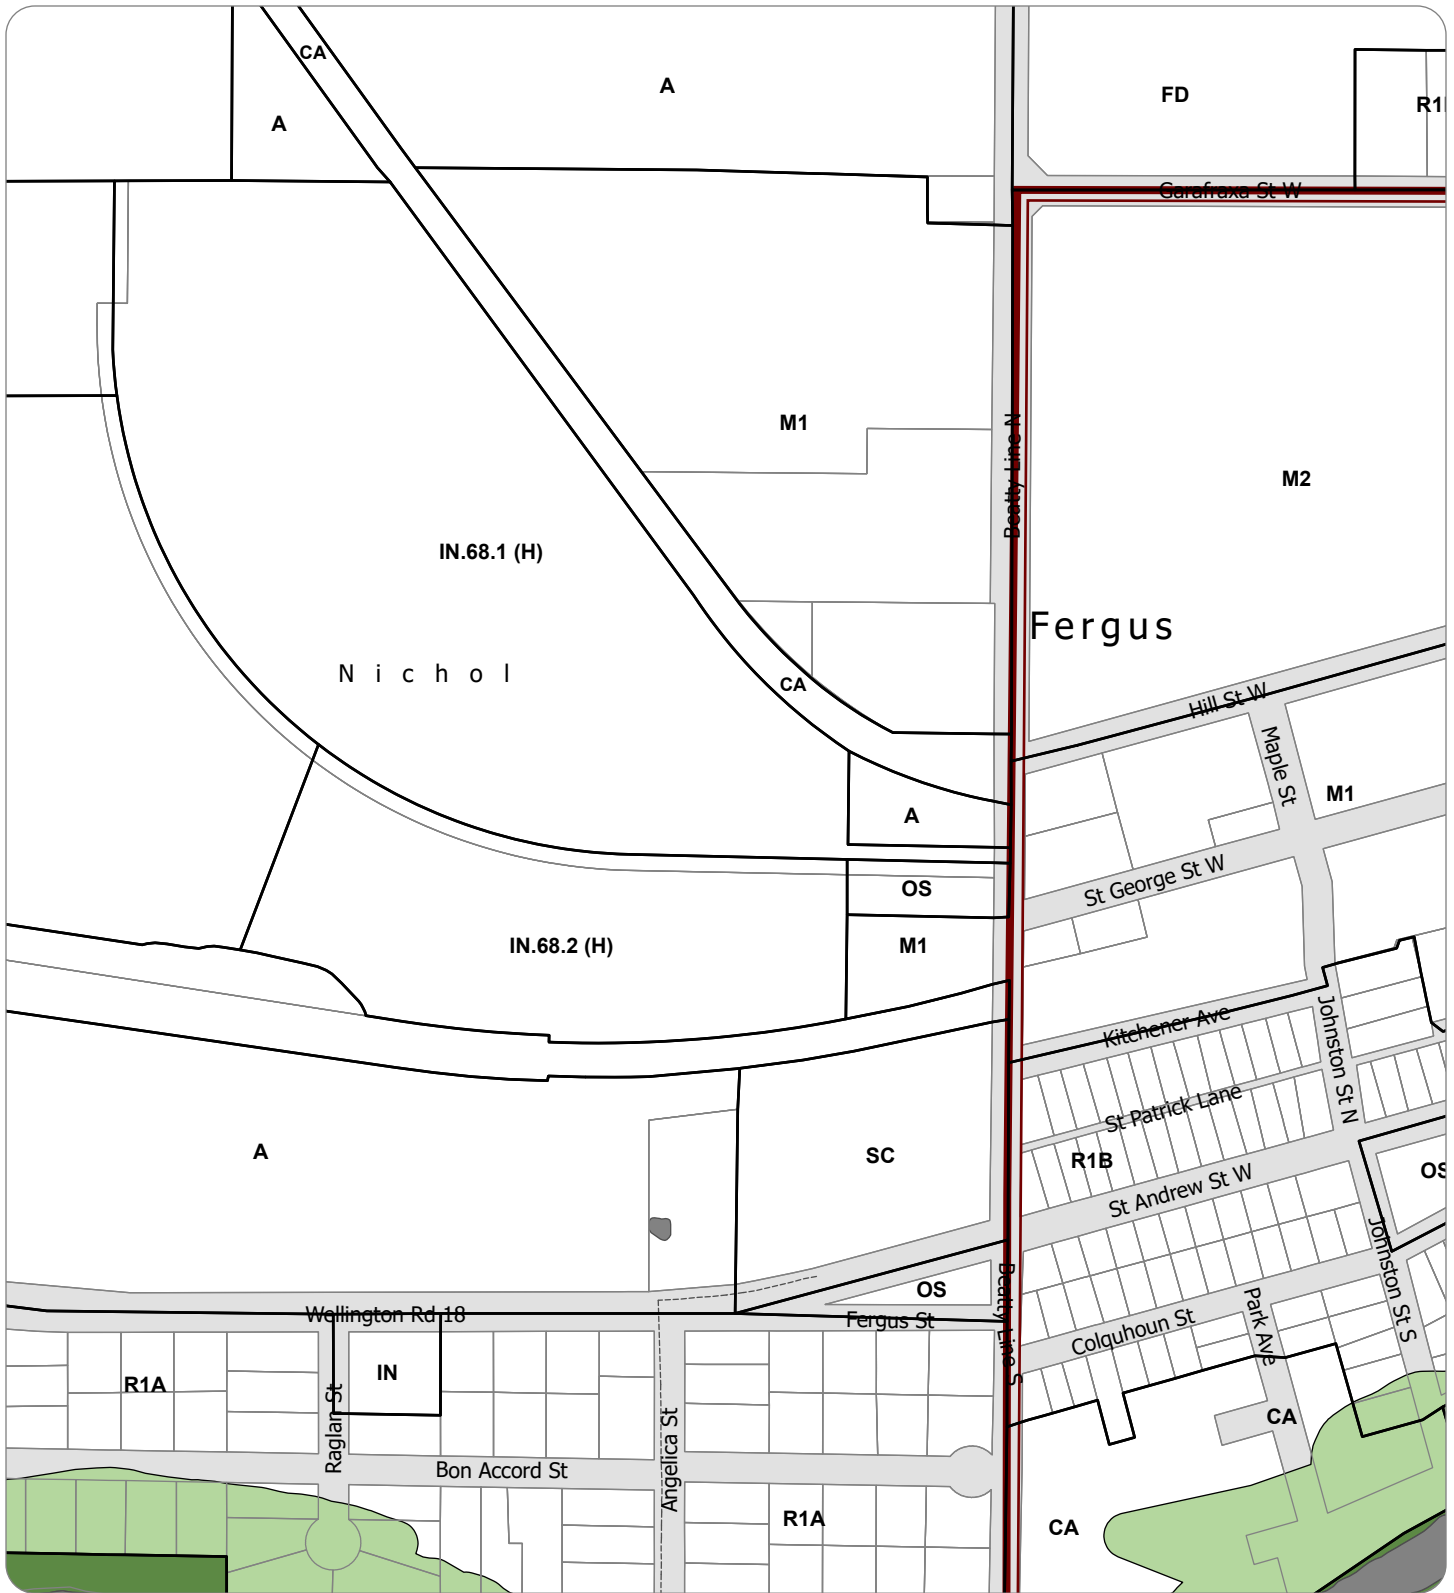 CA
A
FD
R1
A
Garafraxa St W
M1
Beatty Line N
M2
IN.68.1 (H)
Fergus
Nichol
CA
Hill St W
Maple St
M1
A
St George St W
OS
IN.68.2 (H)
M1
Kitchener Ave
Johnston St N
St Patrick Lane
A
SC
R1B
St Andrew St W
OS
Johnston St S
OS
Beatty Line S
Wellington Rd 18
Fergus St
Park Ave
Colquhoun St
IN
R1A
Raglan St
Angelica St
CA
Bon Accord St
R1A
CA